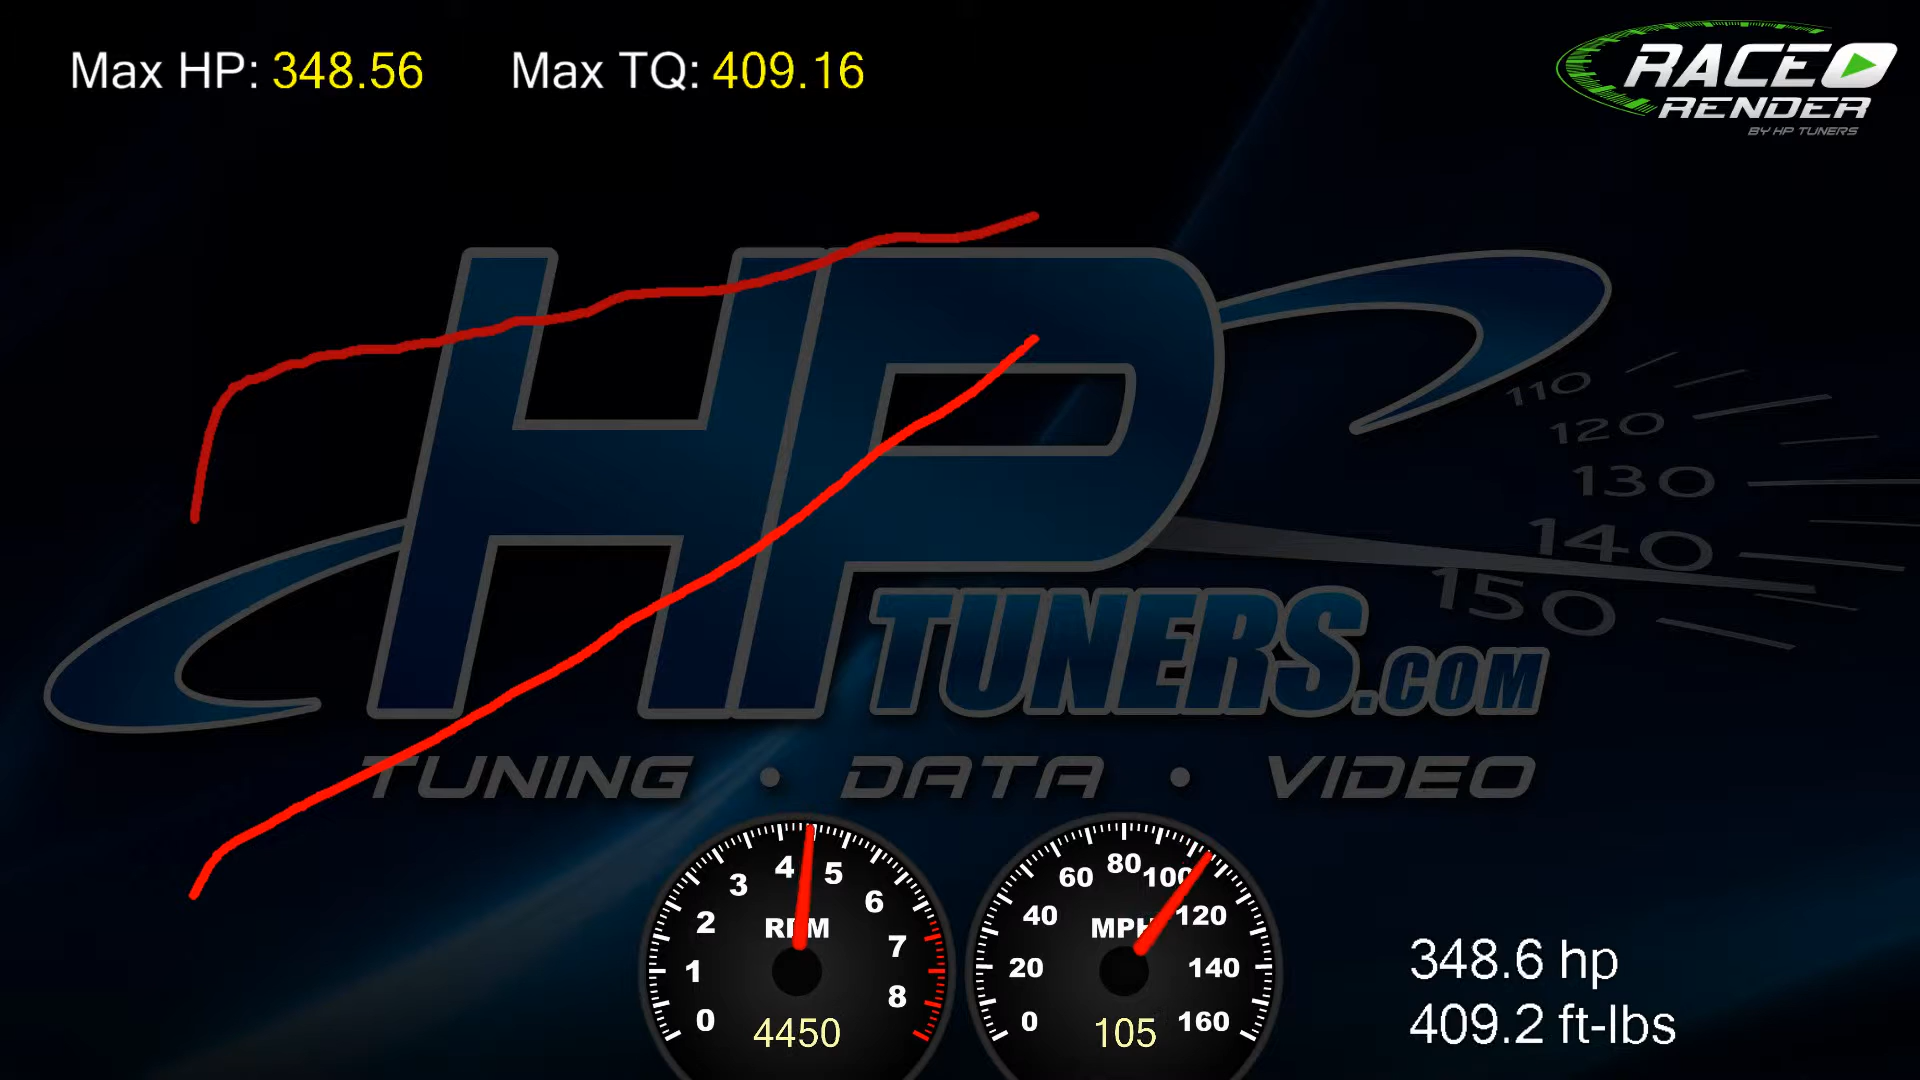 Max HP: 348.56 Max TQ: 409.16
RACE
RENDER
BY HP TUNERS
HP
TUNERS.COM
TUNING • DATA • VIDEO
110
120
130
140
150
0 1 2 3 4 5 6 7 8
RPM
4450
0 20 40 60 80 100 120 140 160
MPH
105
348.6 hp
409.2 ft-lbs